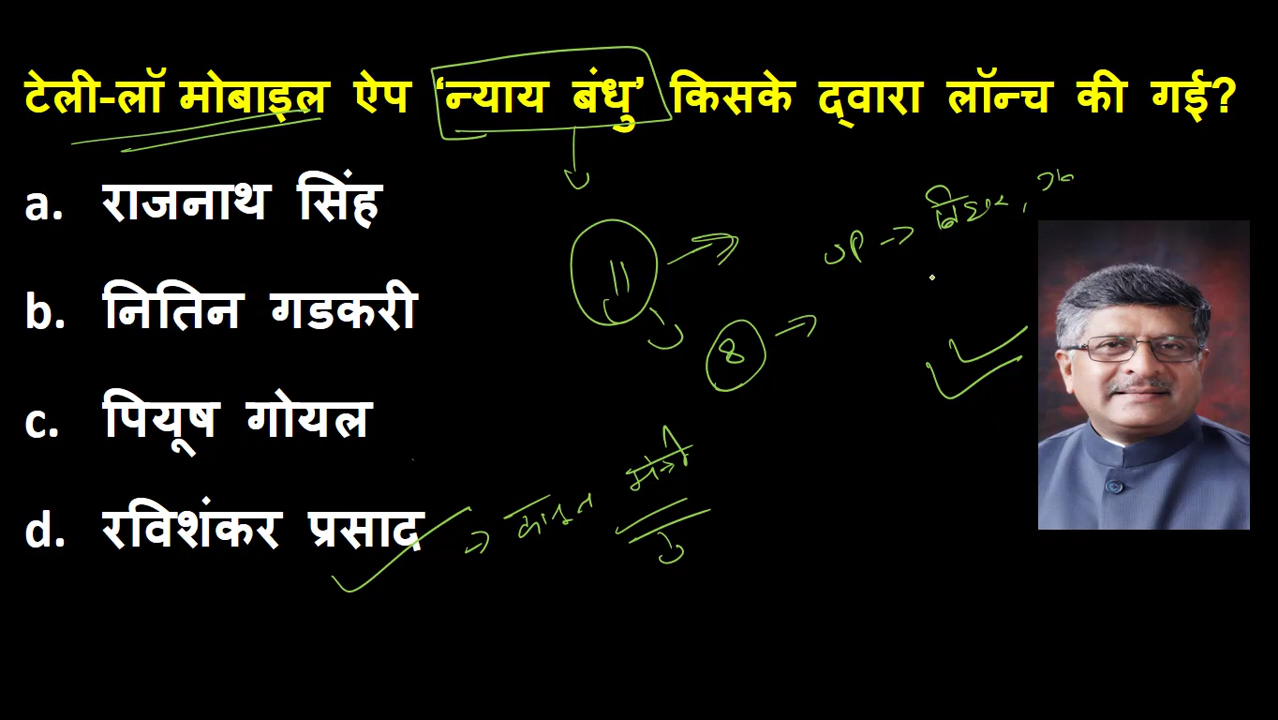 टेली-लॉ मोबाइल ऐप ‘न्याय बंधु’ किसके द्वारा लॉन्च की गई?
a. राजनाथ सिंह
b. नितिन गडकरी
c. पियूष गोयल
d. रविशंकर प्रसाद
11
8
UP → बिहार,
→ कानून मंत्री